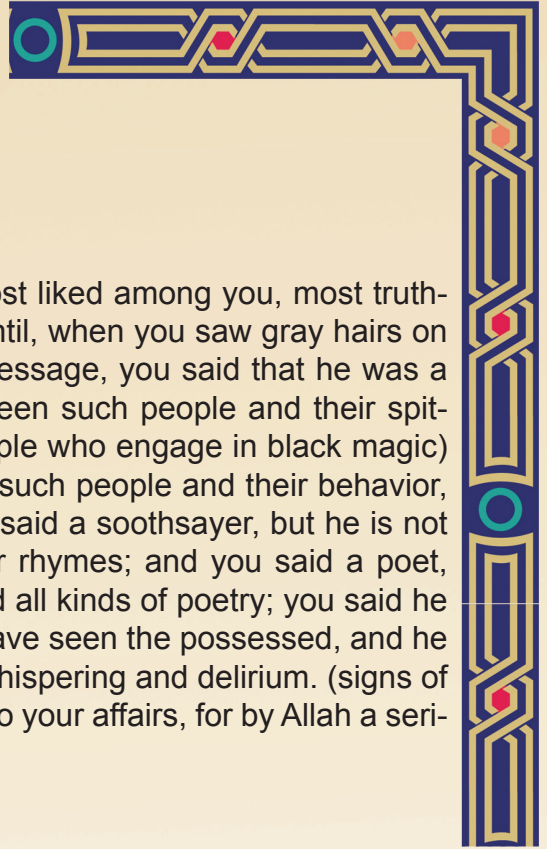 ost liked among you, most truth-
ntil, when you saw gray hairs on
essage, you said that he was a
een such people and their spit-
ple who engage in black magic)
such people and their behavior,
said a soothsayer, but he is not
r rhymes; and you said a poet,
d all kinds of poetry; you said he
ave seen the possessed, and he
hispering and delirium. (signs of
o your affairs, for by Allah a seri-